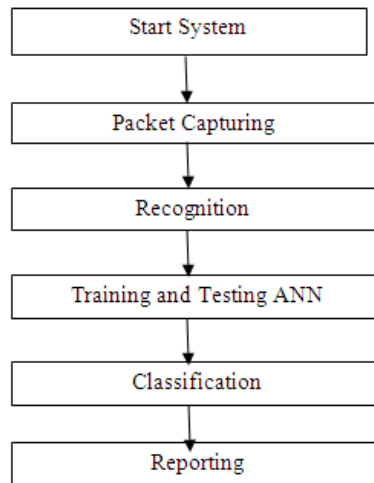 Start System
Packet Capturing
Recognition
Training and Testing ANN
Classification
Reporting